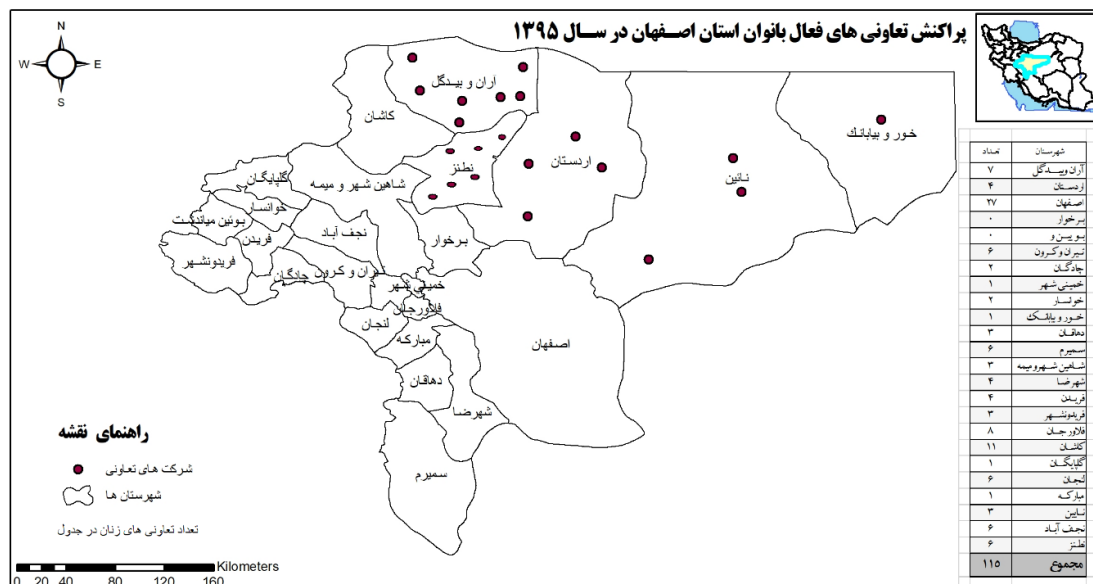 پراکنش تعاونی های فعال بانوان استان اصفهان در سال ۱۳۹۵
N
W E
S
آران و بیدگل
کاشان
خور و بیابانک
نطنز
اردستان
نائین
گلپایگان
شاهین شهر و میمه
خوانسار
بوئین میاندشت
نجف آباد
برخوار
فریدن
فریدونشهر
تیران و کرون
چادگان
خمینی شهر
فلاورجان
لنجان
مبارکه
اصفهان
دهاقان
شهرضا
سمیرم
راهنمای نقشه
شرکت های تعاونی
شهرستان ها
تعداد تعاونی های زنان در جدول
Kilometers
0 20 40 80 120 160
شهرستان تعداد
آران و بیدگل ۷
اردستان ۴
اصفهان ۲۷
برخوار ۰
بویین و ۰
تیران و کرون ۶
چادگان ۲
خمینی شهر ۱
خوانسار ۲
خور و بیابانک ۱
دهاقان ۳
سمیرم ۶
شاهین شهر و میمه ۳
شهرضا ۴
فریدن ۴
فریدونشهر ۳
فلاورجان ۸
کاشان ۱۱
گلپایگان ۱
لنجان ۶
مبارکه ۱
نایین ۳
نجف آباد ۶
نطنز ۶
مجموع ۱۱۵